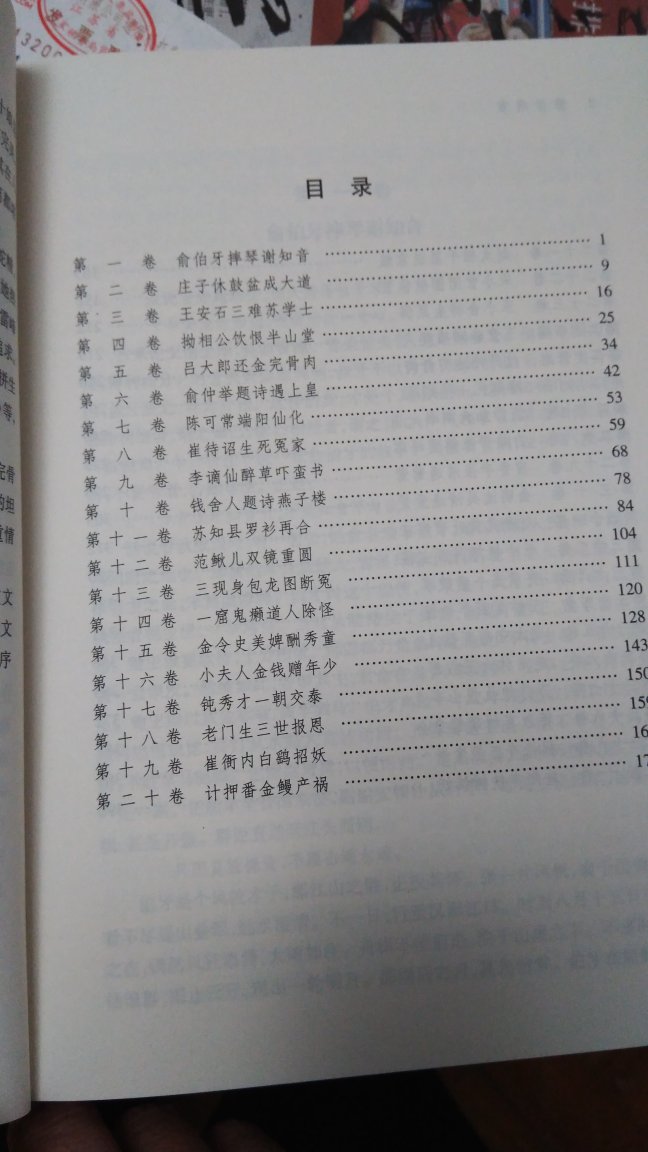 目 录
第 一 卷 俞伯牙摔琴谢知音 1
第 二 卷 庄子休鼓盆成大道 9
第 三 卷 王安石三难苏学士 16
第 四 卷 拗相公饮恨半山堂 25
第 五 卷 吕大郎还金完骨肉 34
第 六 卷 俞仲举题诗遇上皇 42
第 七 卷 陈可常端阳仙化 53
第 八 卷 崔待诏生死冤家 59
第 九 卷 李谪仙醉草吓蛮书 68
第 十 卷 钱舍人题诗燕子楼 78
第十一卷 苏知县罗衫再合 84
第十二卷 范鳅儿双镜重圆 104
第十三卷 三现身包龙图断冤 111
第十四卷 一窟鬼癞道人除怪 120
第十五卷 金令史美婢酬秀童 128
第十六卷 小夫人金钱赠年少 143
第十七卷 钝秀才一朝交泰 150
第十八卷 老门生三世报恩 159
第十九卷 崔衙内白鹞招妖 16
第二十卷 计押番金鳗产祸 17